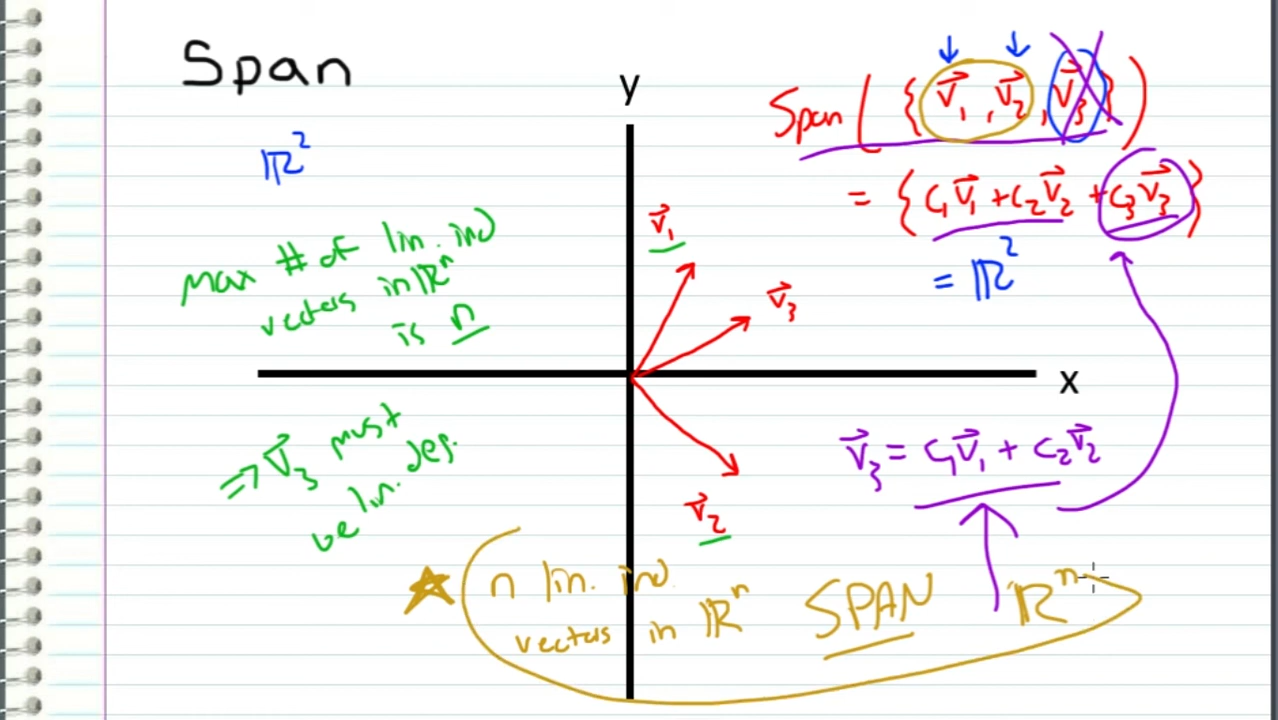 Span
y
Span({v⃗₁, v⃗₂, v⃗₃})
ℝ²
= {c₁v⃗₁ + c₂v⃗₂ + c₃v⃗₃}
= ℝ²
v⃗₁
v⃗₃
max # of lin. ind
vectors in ℝⁿ
is n
x
⇒ v⃗₃ must
be lin. dep.
v⃗₃ = c₁v⃗₁ + c₂v⃗₂
v⃗₂
★ n lin. ind.
vectors in ℝⁿ SPAN ℝⁿ